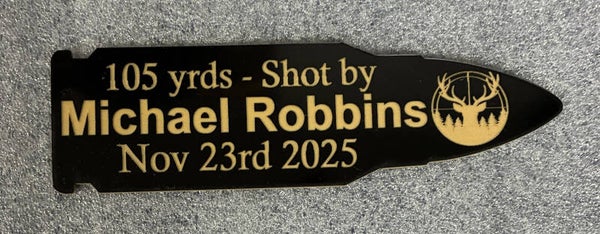 105 yrds - Shot by
Michael Robbins
Nov 23rd 2025